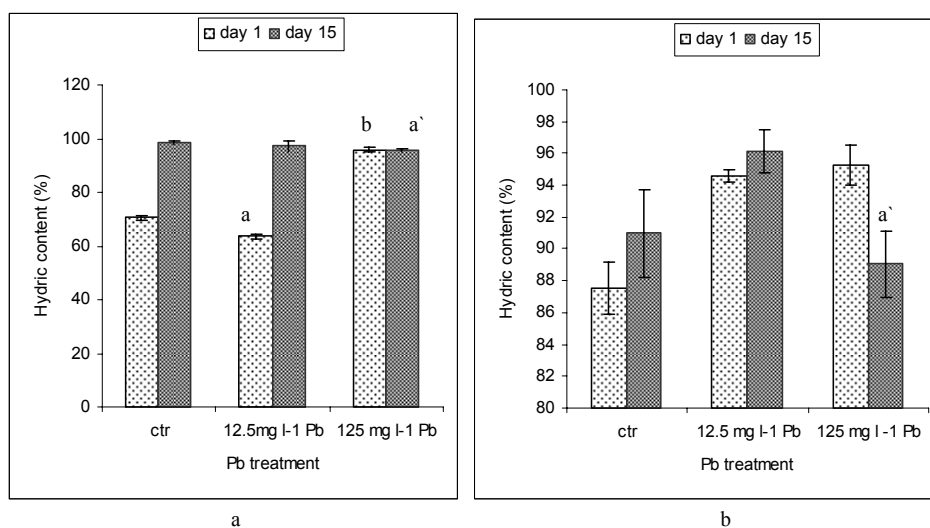 day 1 day 15
120
100
80
60
40
20
0
Hydric content (%)
a
b
a`
ctr
12.5mg l-1 Pb
125 mg l-1 Pb
Pb treatment
a
day 1 day 15
100
98
96
94
92
90
88
86
84
82
80
Hydric content (%)
a`
ctr
12.5 mg l-1 Pb
125 mg l -1 Pb
Pb treatment
b